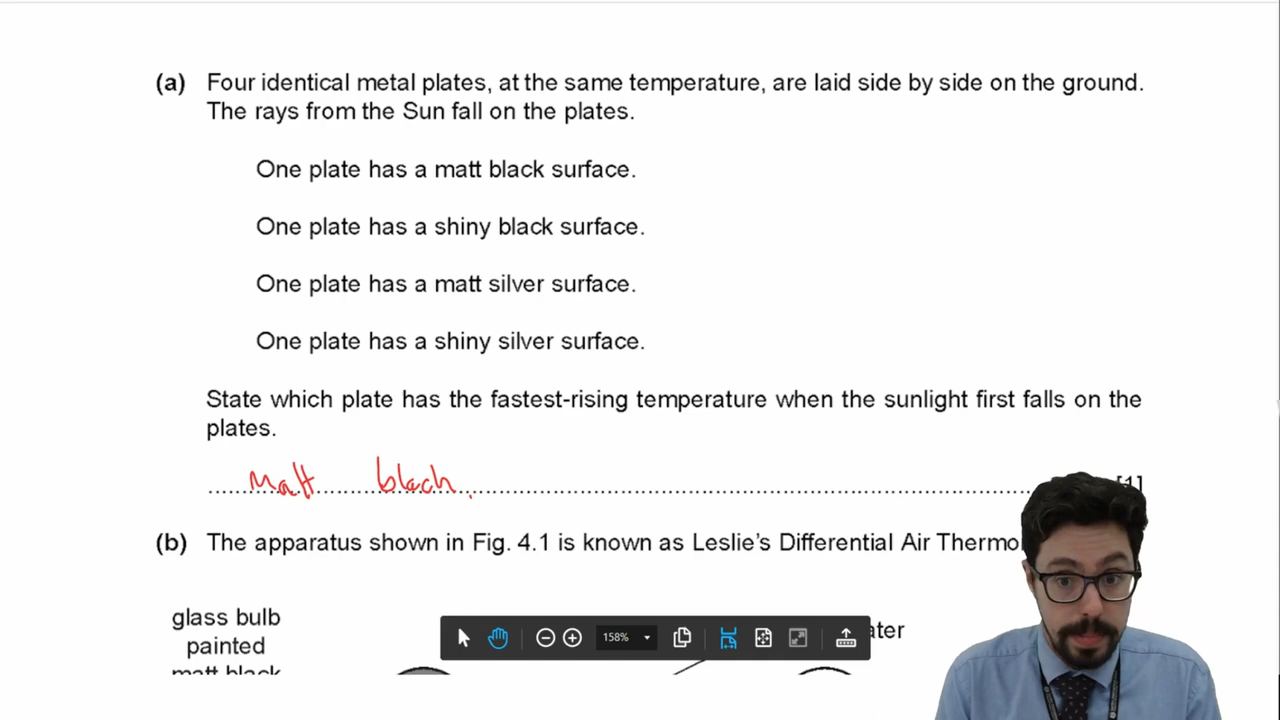 (a) Four identical metal plates, at the same temperature, are laid side by side on the ground.
The rays from the Sun fall on the plates.
One plate has a matt black surface.
One plate has a shiny black surface.
One plate has a matt silver surface.
One plate has a shiny silver surface.
State which plate has the fastest-rising temperature when the sunlight first falls on the
plates.
Matt black. [1]
(b) The apparatus shown in Fig. 4.1 is known as Leslie's Differential Air Thermo
glass bulb
painted
matt black
ater
158%